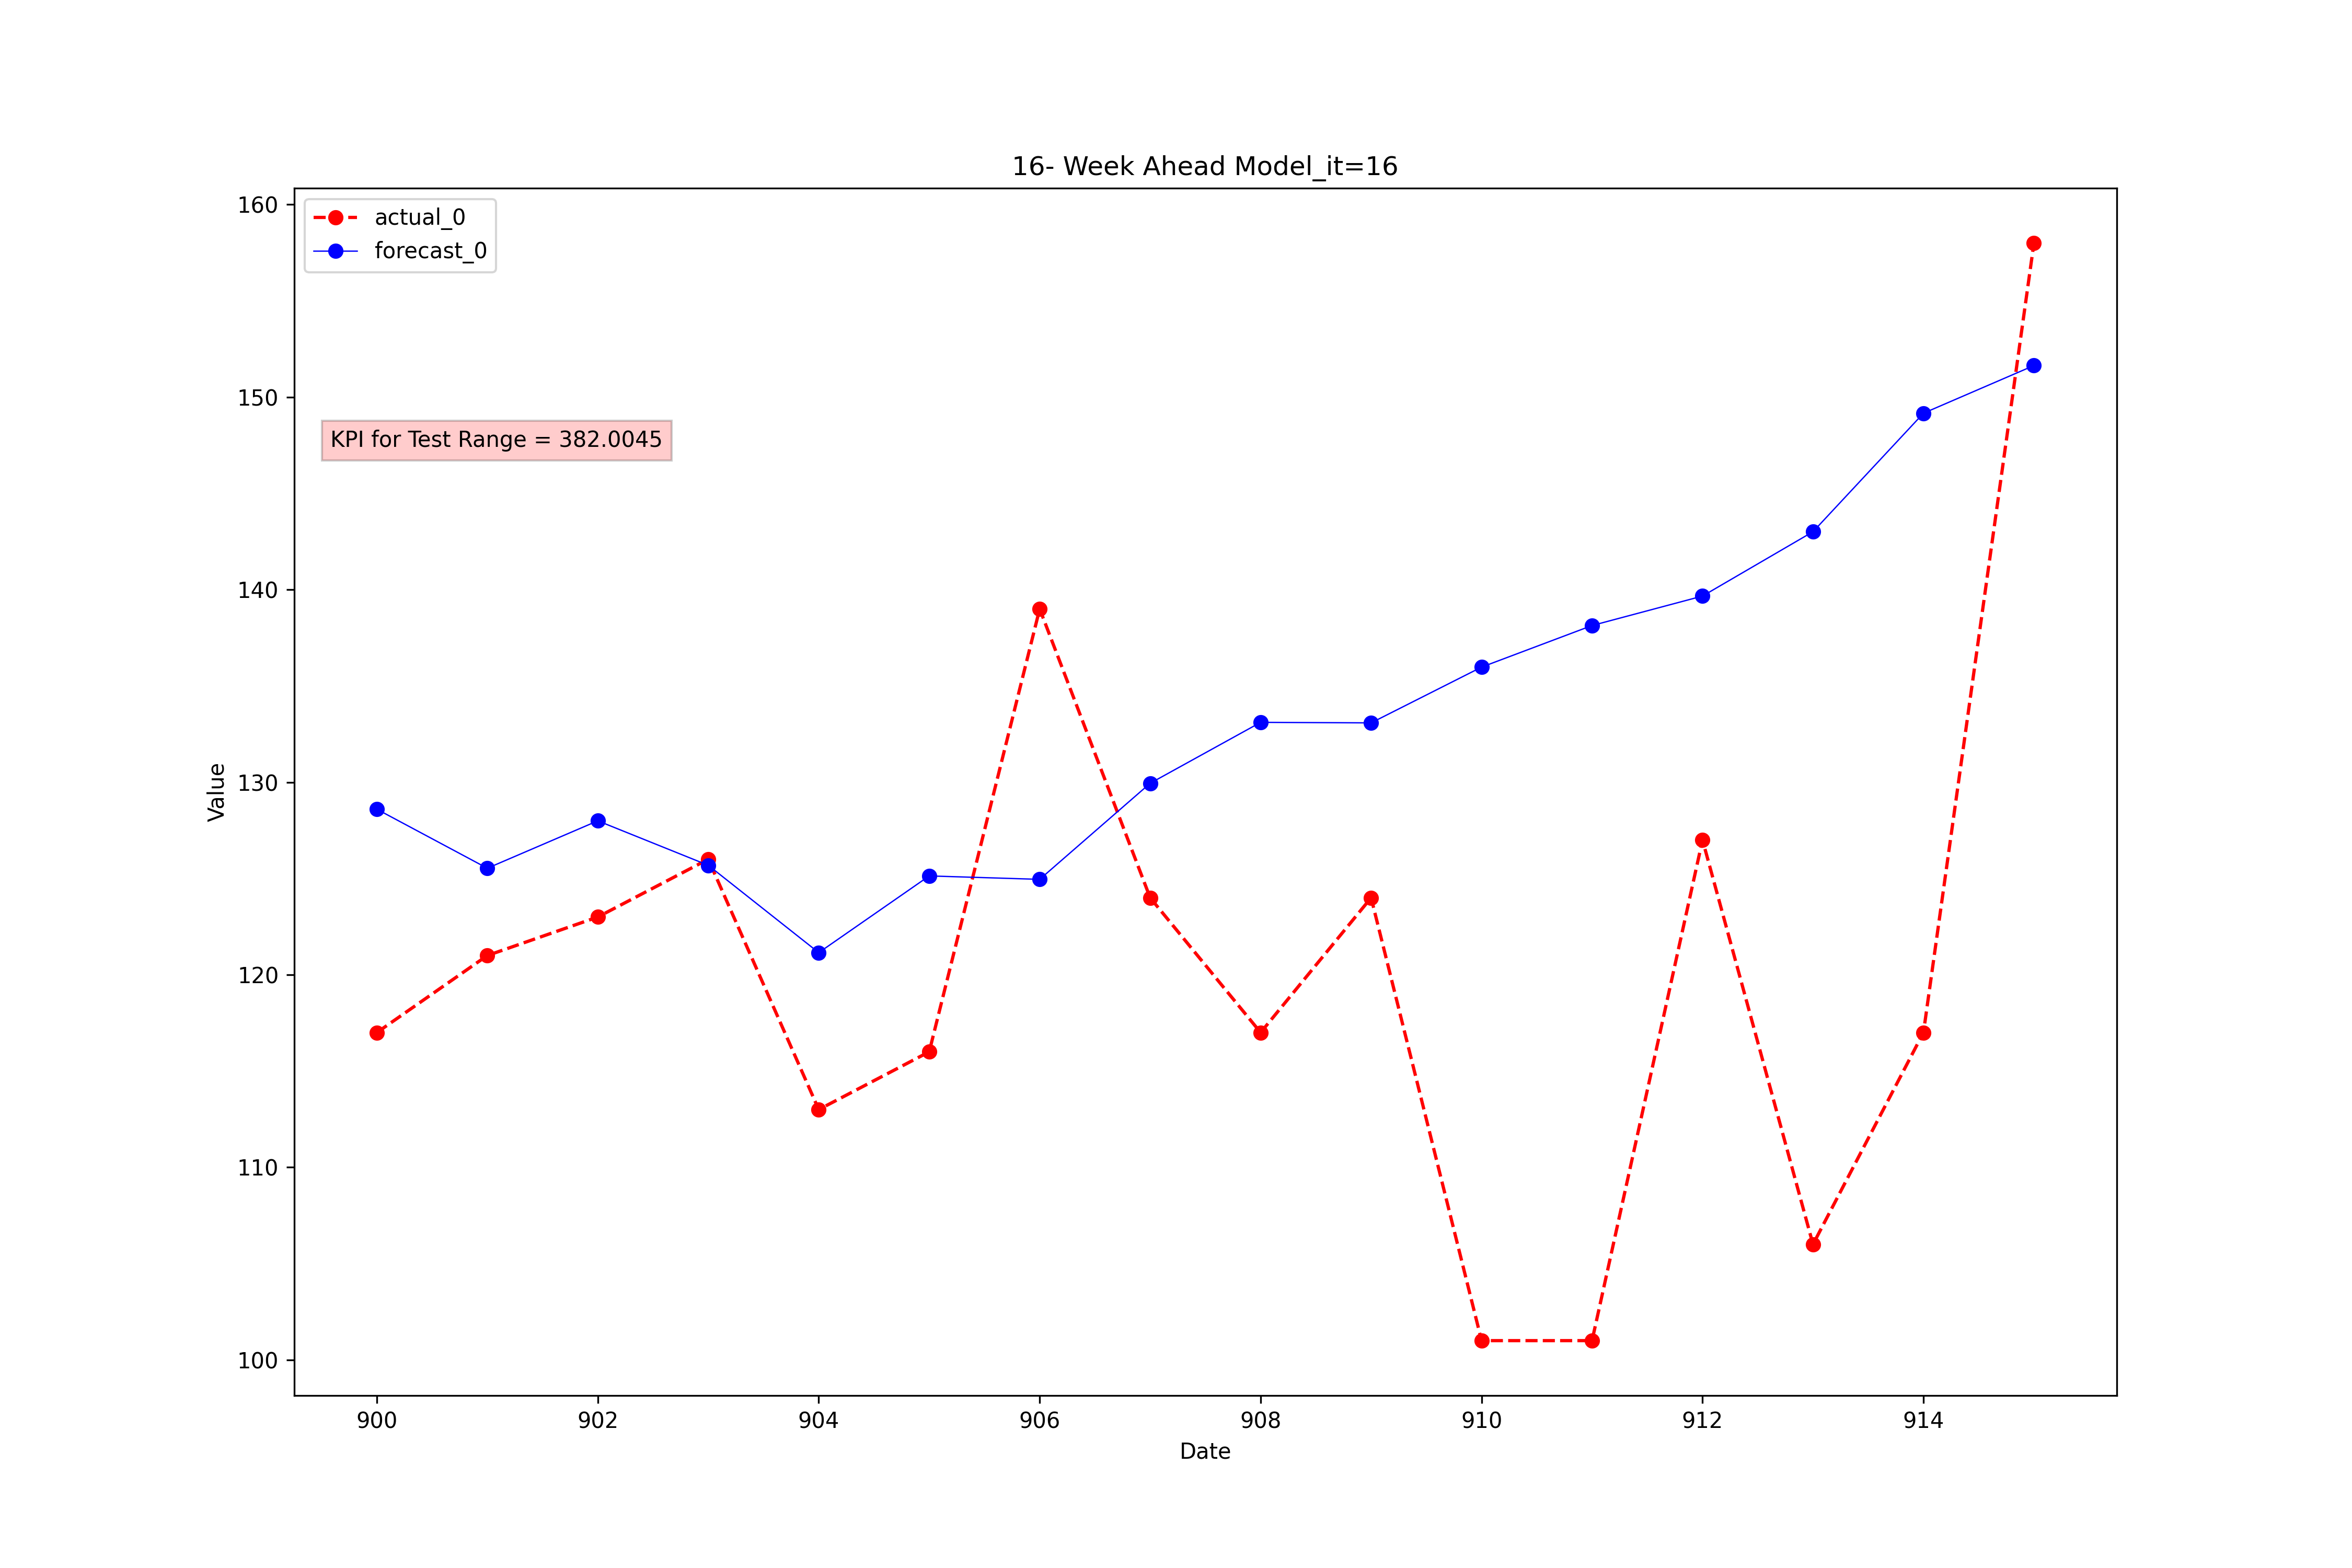 16- Week Ahead Model_it=16
actual_0
forecast_0
KPI for Test Range = 382.0045
Value
160
150
140
130
120
110
100
900 902 904 906 908 910 912 914
Date